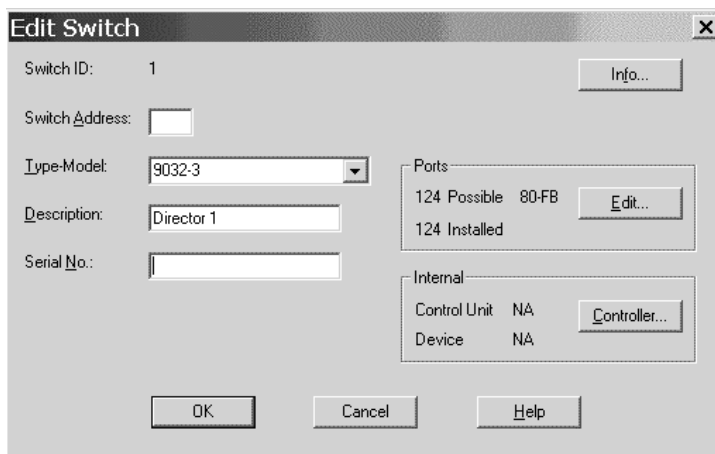 Edit Switch
Switch ID: 1
Info...
Switch Address:
Type-Model: 9032-3
Description: Director 1
Serial No.:
Ports
124 Possible 80-FB
Edit...
124 Installed
Internal
Control Unit NA
Controller...
Device NA
OK Cancel Help